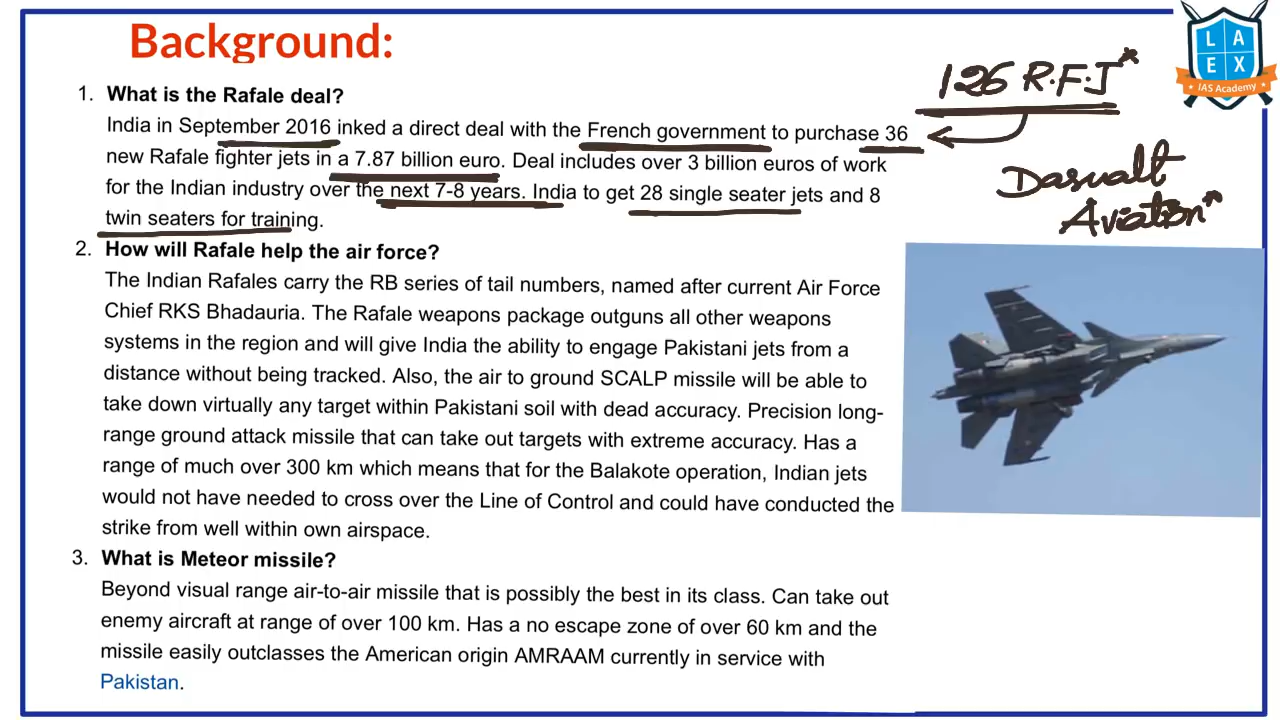 Background:
126 R.F.J*
1. What is the Rafale deal?
India in September 2016 inked a direct deal with the French government to purchase 36
new Rafale fighter jets in a 7.87 billion euro. Deal includes over 3 billion euros of work
for the Indian industry over the next 7-8 years. India to get 28 single seater jets and 8
twin seaters for training.
Dasualt
Aviation*
2. How will Rafale help the air force?
The Indian Rafales carry the RB series of tail numbers, named after current Air Force
Chief RKS Bhadauria. The Rafale weapons package outguns all other weapons
systems in the region and will give India the ability to engage Pakistani jets from a
distance without being tracked. Also, the air to ground SCALP missile will be able to
take down virtually any target within Pakistani soil with dead accuracy. Precision long-
range ground attack missile that can take out targets with extreme accuracy. Has a
range of much over 300 km which means that for the Balakote operation, Indian jets
would not have needed to cross over the Line of Control and could have conducted the
strike from well within own airspace.
3. What is Meteor missile?
Beyond visual range air-to-air missile that is possibly the best in its class. Can take out
enemy aircraft at range of over 100 km. Has a no escape zone of over 60 km and the
missile easily outclasses the American origin AMRAAM currently in service with
Pakistan.
L A
E X
IAS Academy